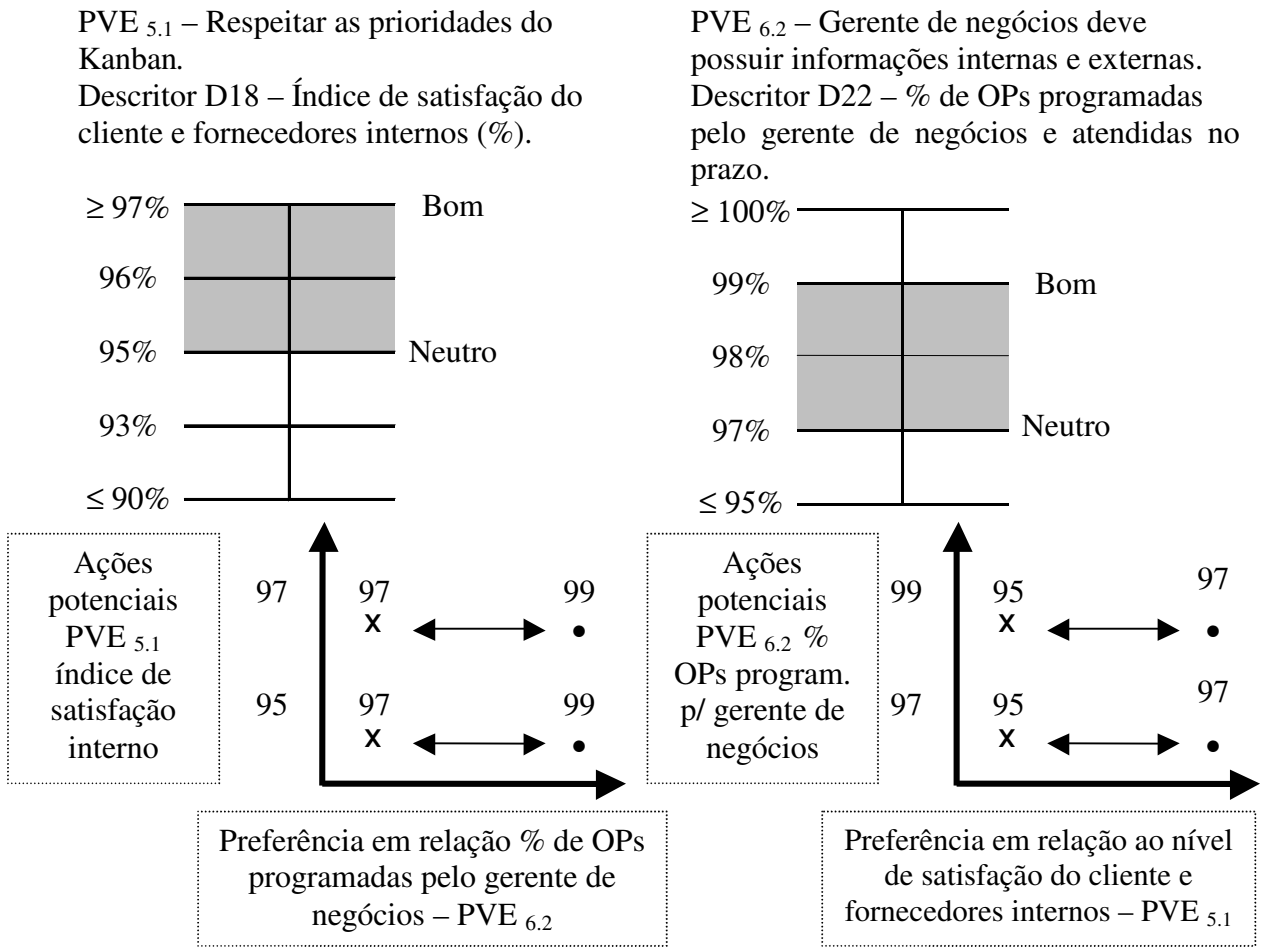 PVE 5.1 – Respeitar as prioridades do
Kanban.
Descritor D18 – Índice de satisfação do
cliente e fornecedores internos (%).
≥ 97%
Bom
96%
95%
Neutro
93%
≤ 90%
PVE 6.2 – Gerente de negócios deve
possuir informações internas e externas.
Descritor D22 – % de OPs programadas
pelo gerente de negócios e atendidas no
prazo.
≥ 100%
99%
Bom
98%
97%
Neutro
≤ 95%
Ações
potenciais
PVE 5.1
índice de
satisfação
interno
97
97
99
x
95
97
99
x
Preferência em relação % de OPs
programadas pelo gerente de
negócios – PVE 6.2
Ações
potenciais
PVE 6.2 %
OPs program.
p/ gerente de
negócios
99
95
97
x
97
95
97
x
Preferência em relação ao nível
de satisfação do cliente e
fornecedores internos – PVE 5.1